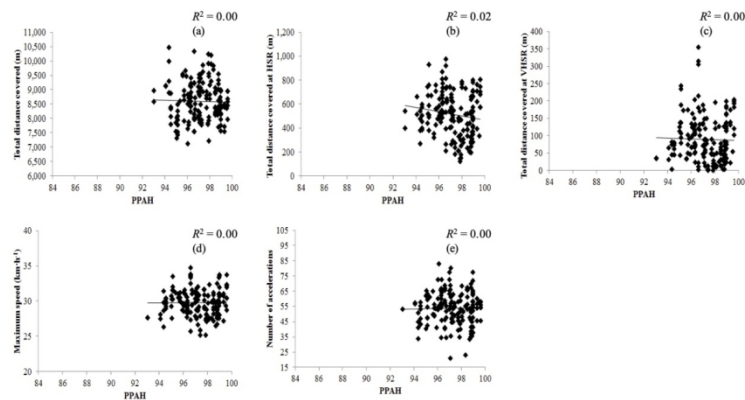 R² = 0.00
(a)
Total distance covered (m)
11,000
10,500
10,000
9,500
9,000
8,500
8,000
7,500
7,000
6,500
6,000
84 86 88 90 92 94 96 98 100
PPAH
R² = 0.02
(b)
Total distance covered at HSR (m)
1,200
1,000
800
600
400
200
0
84 86 88 90 92 94 96 98 100
PPAH
R² = 0.00
(c)
Total distance covered at VHSR (m)
400
350
300
250
200
150
100
50
0
84 86 88 90 92 94 96 98 100
PPAH
R² = 0.00
(d)
Maximum speed (km·h⁻¹)
40
35
30
25
20
84 86 88 90 92 94 96 98 100
PPAH
R² = 0.00
(e)
Number of accelerations
105
95
85
75
65
55
45
35
25
15
84 86 88 90 92 94 96 98 100
PPAH